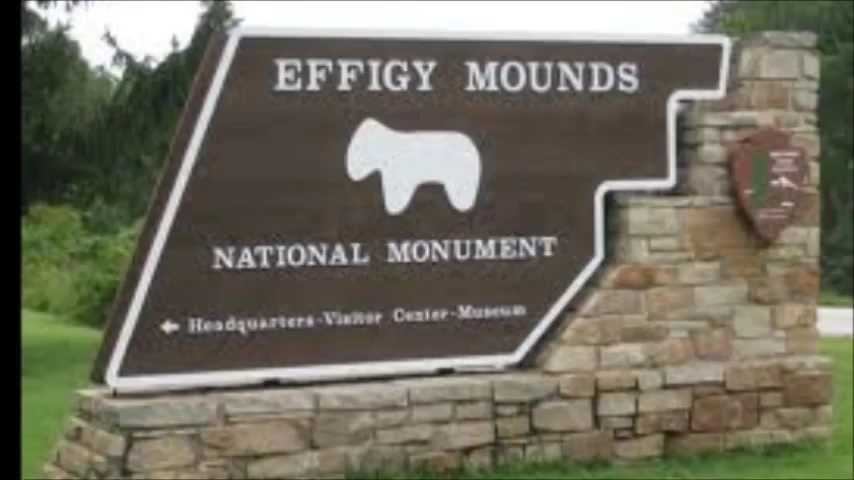 EFFIGY MOUNDS
NATIONAL MONUMENT
← Headquarters-Visitor Center-Museum